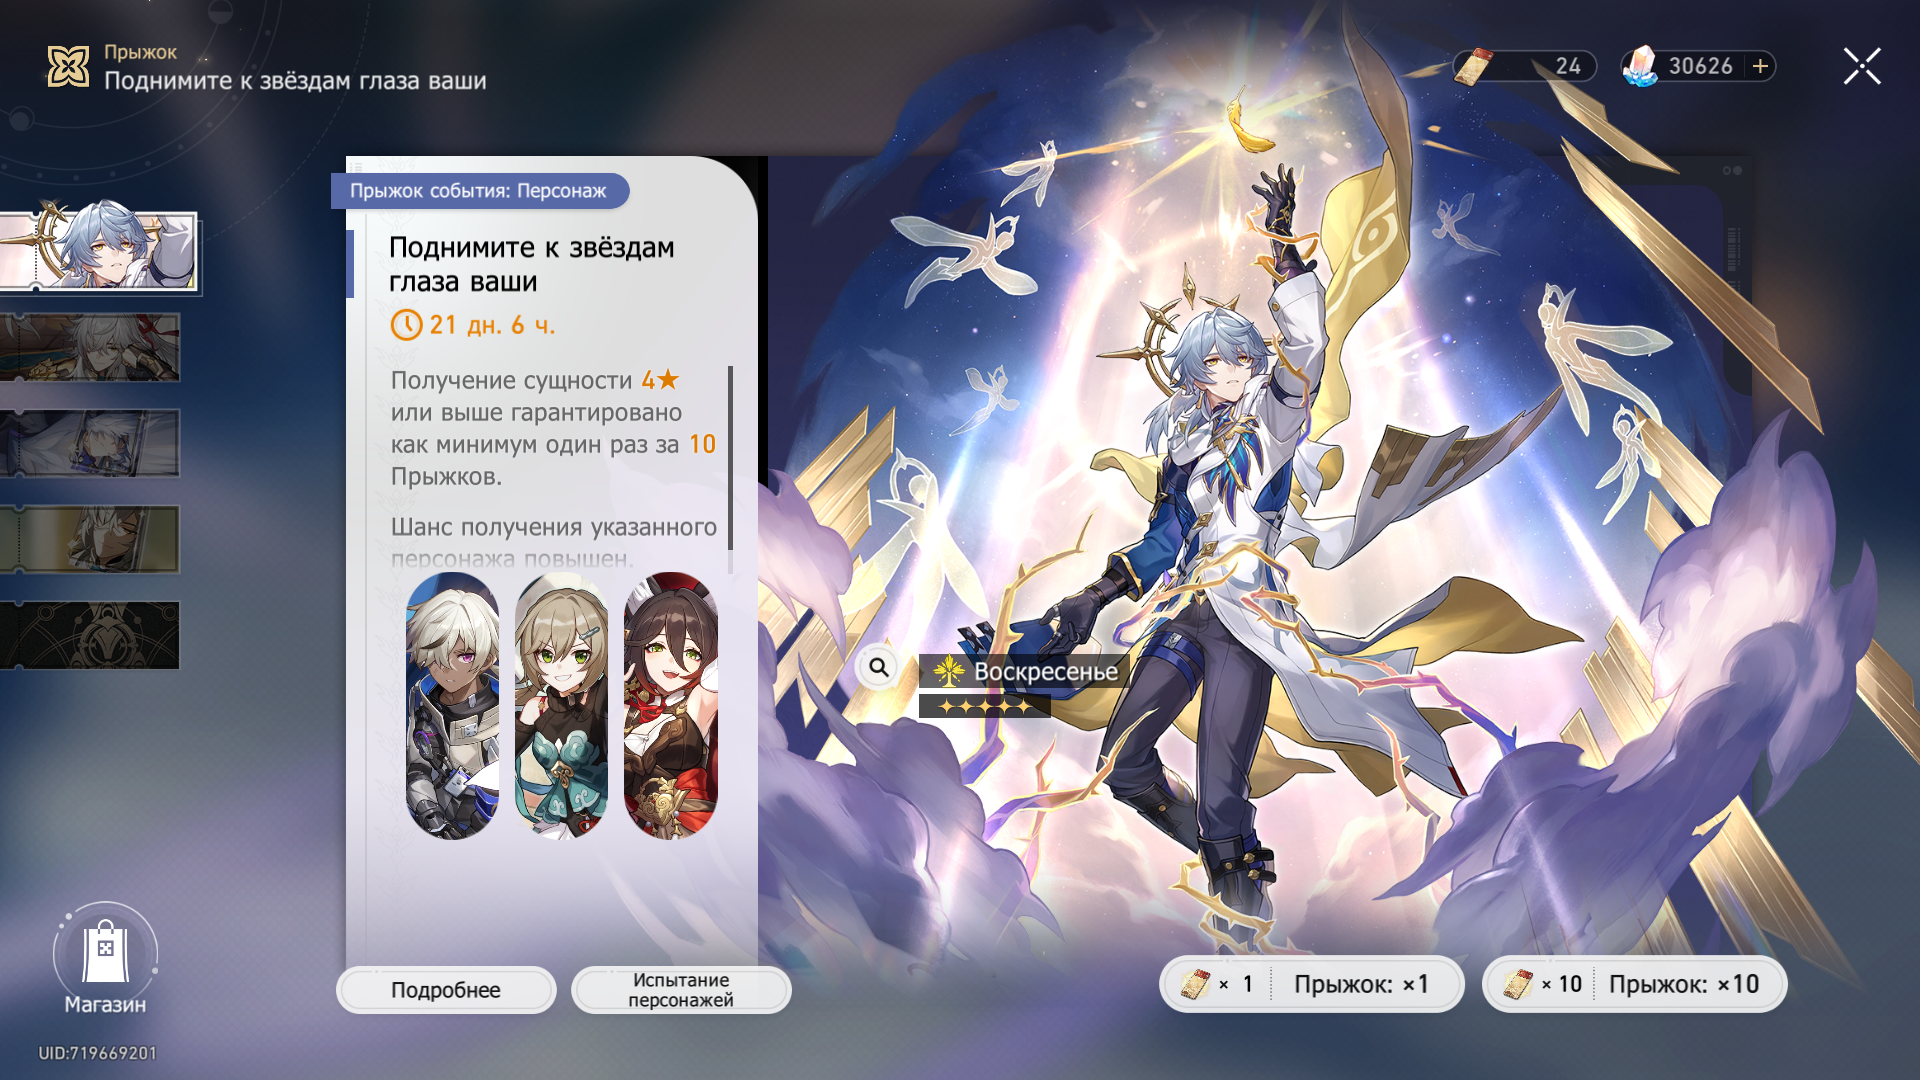 Прыжок
Поднимите к звёздам глаза ваши
24
30626
Прыжок события: Персонаж
Поднимите к звёздам
глаза ваши
21 дн. 6 ч.
Получение сущности 4★
или выше гарантировано
как минимум один раз за 10
Прыжков.
Шанс получения указанного
персонажа повышен.
Воскресенье
Магазин
Подробнее
Испытание
персонажей
× 1 Прыжок: ×1
× 10 Прыжок: ×10
UID:719669201